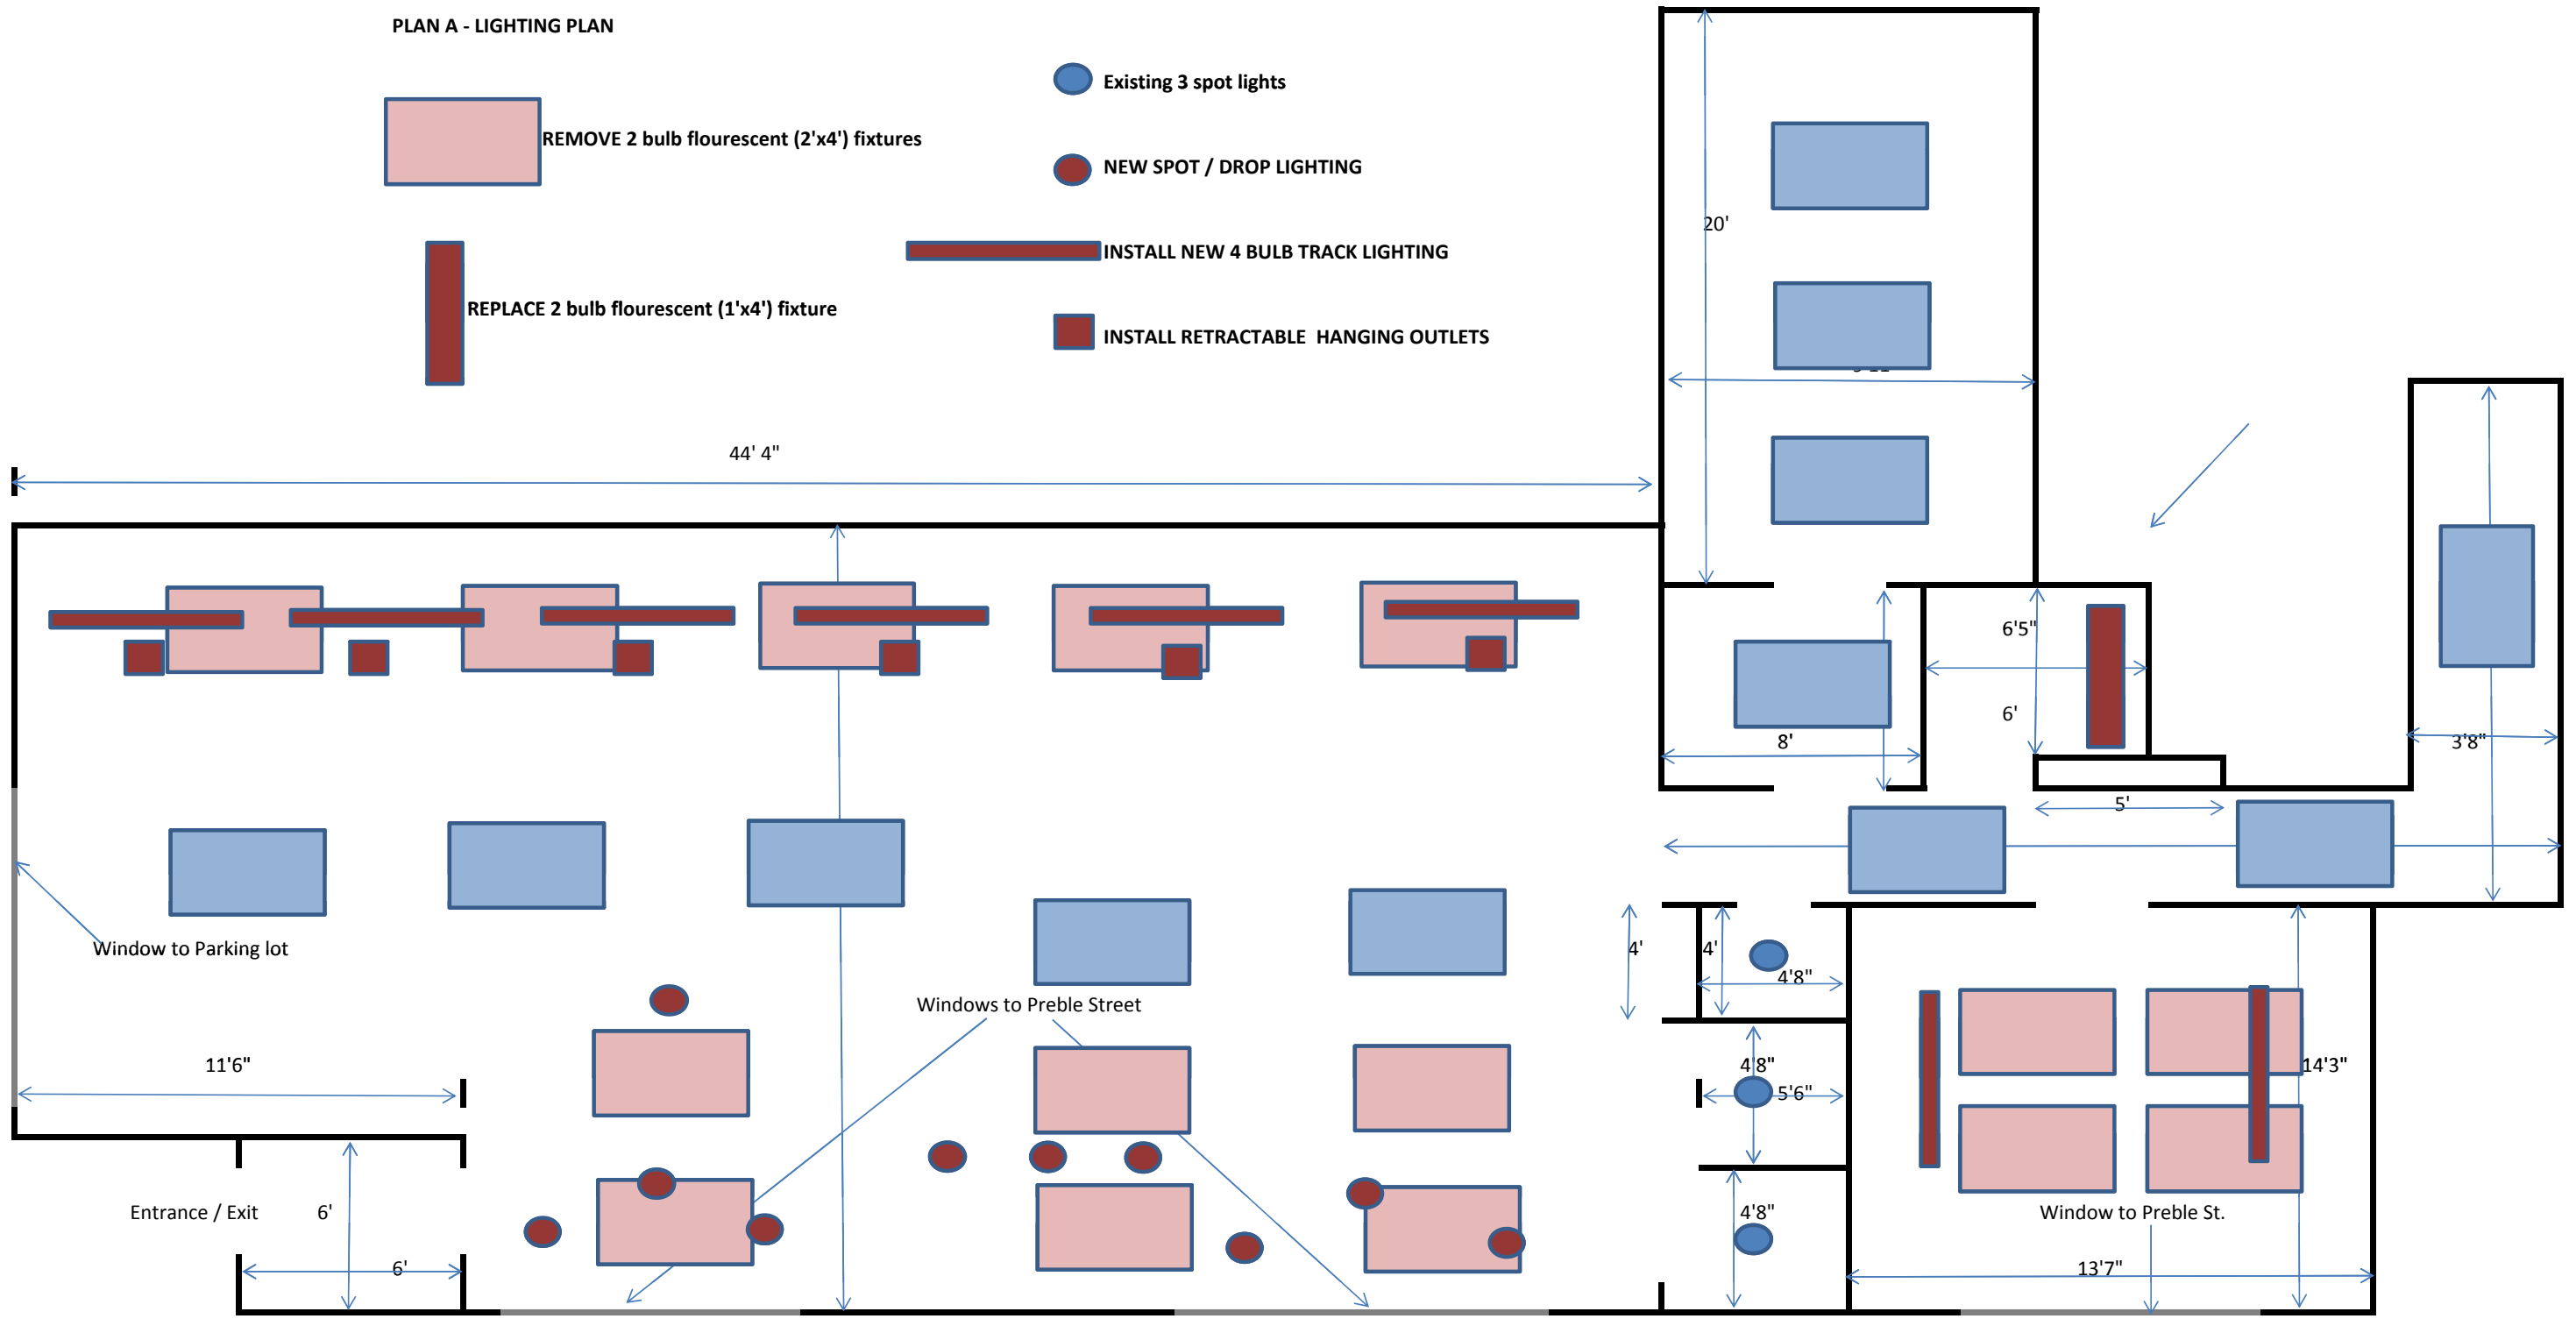 PLAN A - LIGHTING PLAN
Existing 3 spot lights
REMOVE 2 bulb flourescent (2'x4') fixtures
NEW SPOT / DROP LIGHTING
INSTALL NEW 4 BULB TRACK LIGHTING
REPLACE 2 bulb flourescent (1'x4') fixture
INSTALL RETRACTABLE HANGING OUTLETS
20'
44' 4"
6'5"
6'
8'
3'8"
5'
Window to Parking lot
4'
4'
4'8"
Windows to Preble Street
11'6"
4'8"
5'6"
14'3"
Entrance / Exit
6'
4'8"
Window to Preble St.
6'
13'7"